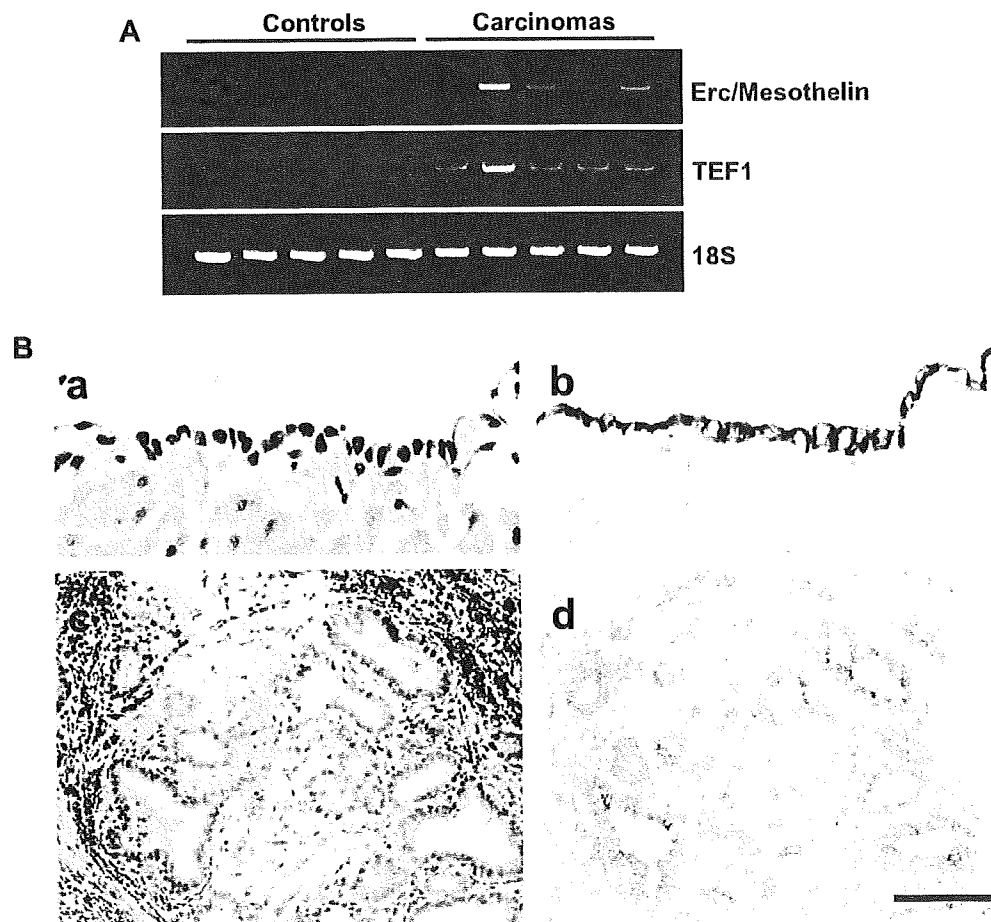 A
Controls
Carcinomas
Erc/Mesothelin
TEF1
18S
B
a
b
c
d